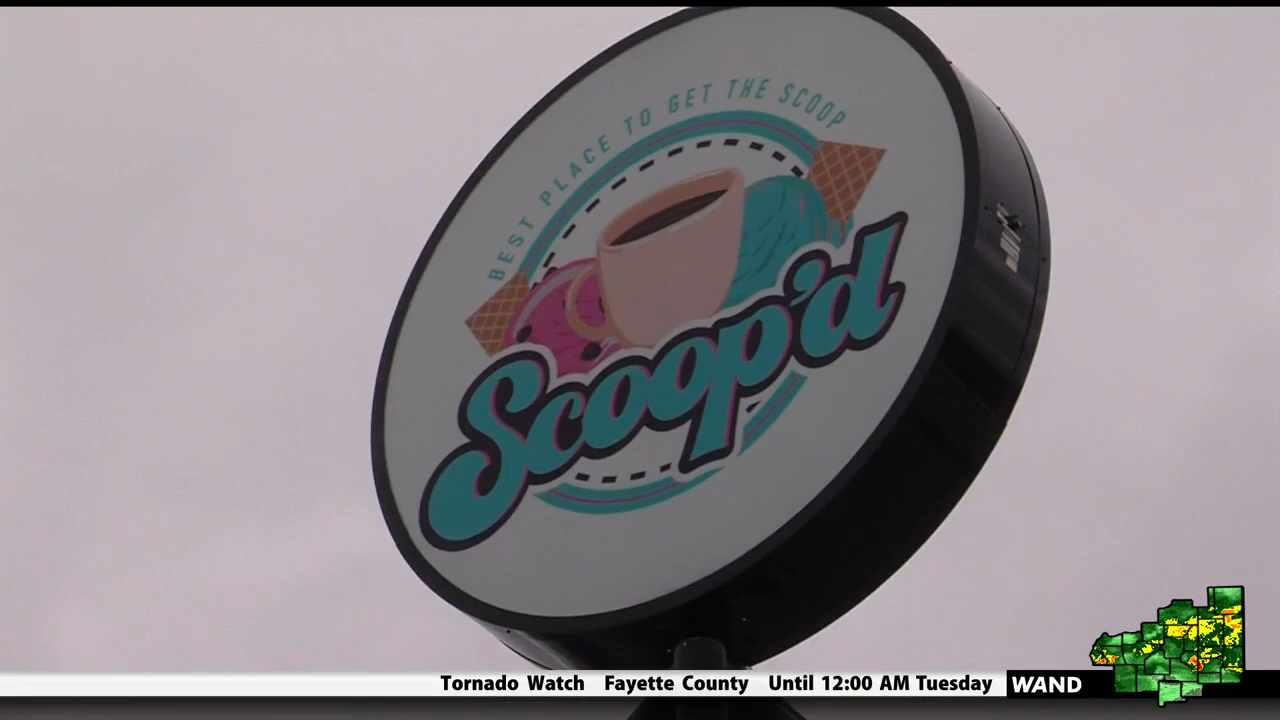 BEST PLACE TO GET THE SCOOP
Scoop'd
Tornado Watch Fayette County Until 12:00 AM Tuesday WAND